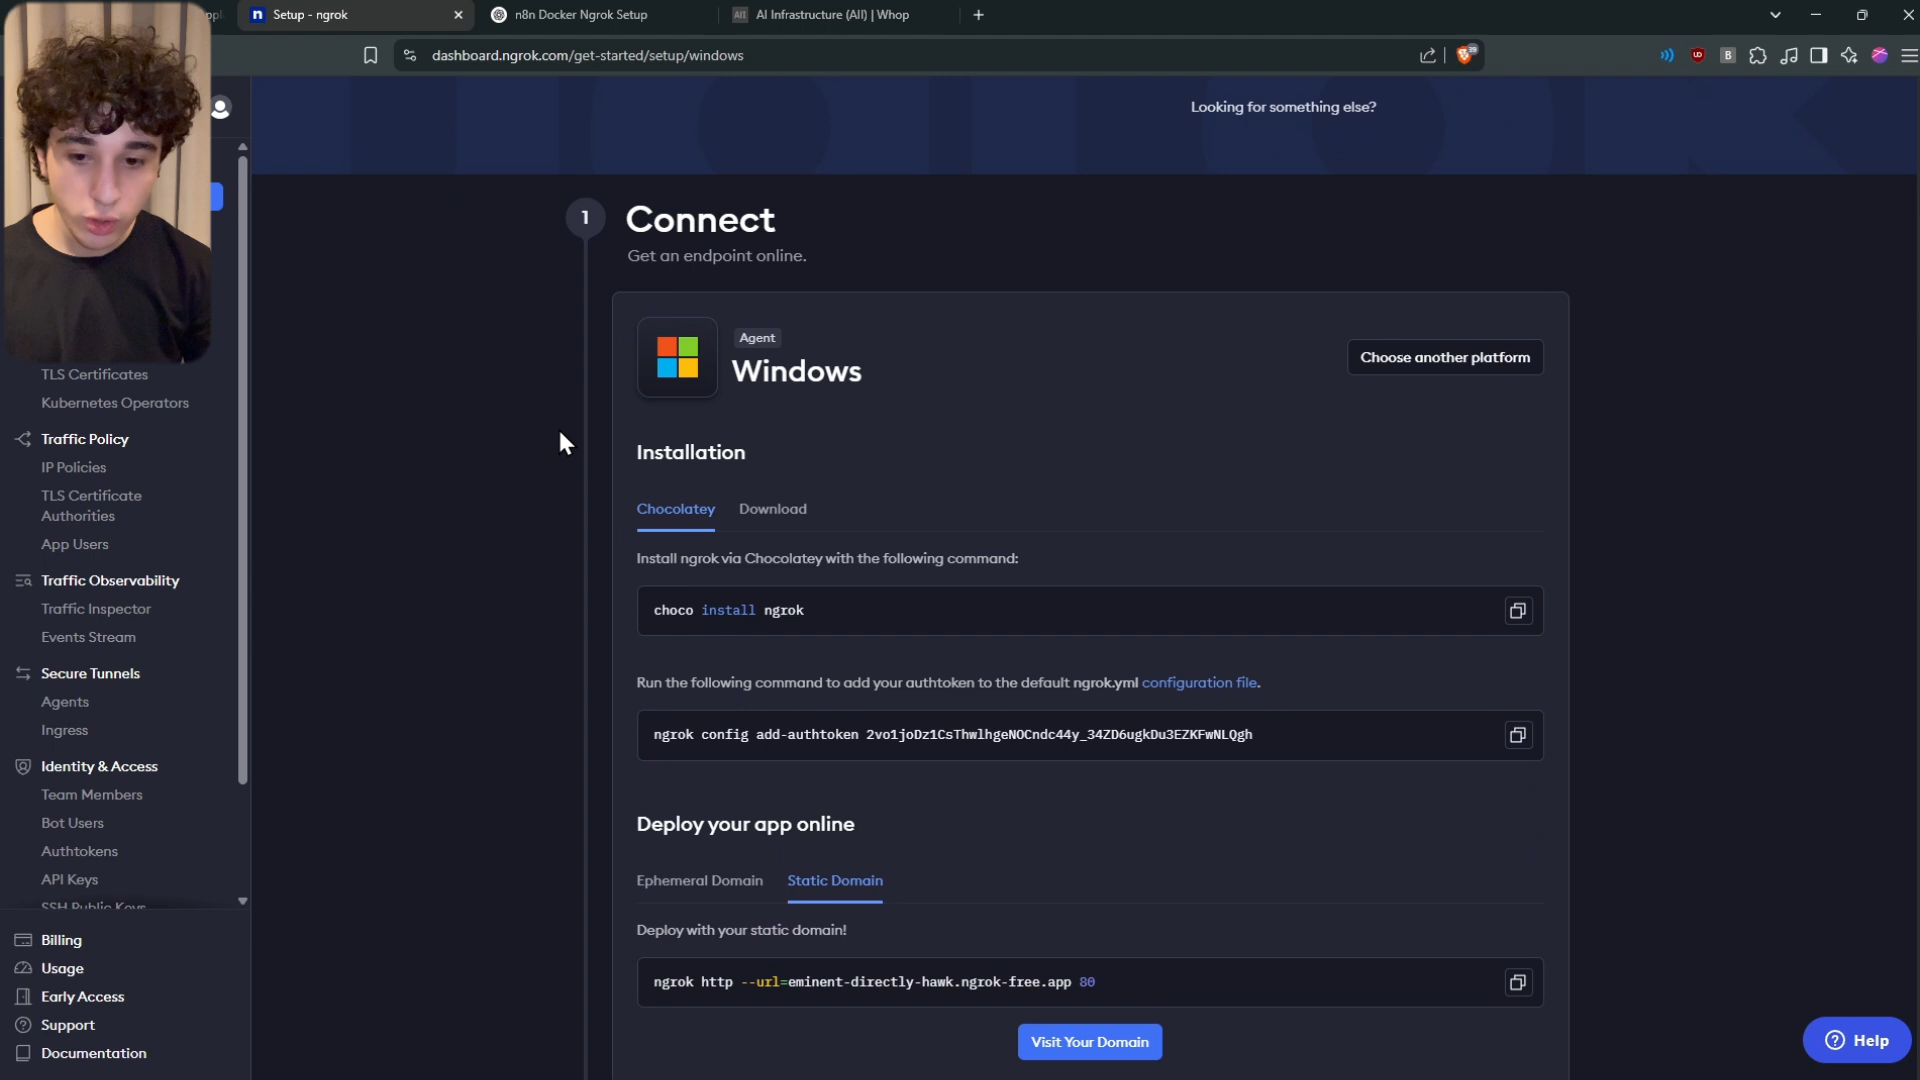 Setup - ngrok
n8n Docker Ngrok Setup
AI Infrastructure (AII) | Whop
dashboard.ngrok.com/get-started/setup/windows
Looking for something else?
1
Connect
Get an endpoint online.
Agent
Windows
Choose another platform
Installation
Chocolatey
Download
Install ngrok via Chocolatey with the following command:
choco install ngrok
Run the following command to add your authtoken to the default ngrok.yml configuration file.
ngrok config add-authtoken 2vo1joDz1CsThwlhgeNOCndc44y_34ZD6ugkDu3EZKFwNLQgh
Deploy your app online
Ephemeral Domain
Static Domain
Deploy with your static domain!
ngrok http --url=eminent-directly-hawk.ngrok-free.app 80
Visit Your Domain
TLS Certificates
Kubernetes Operators
Traffic Policy
IP Policies
TLS Certificate
Authorities
App Users
Traffic Observability
Traffic Inspector
Events Stream
Secure Tunnels
Agents
Ingress
Identity & Access
Team Members
Bot Users
Authtokens
API Keys
SSH Public Keys
Billing
Usage
Early Access
Support
Documentation
Help